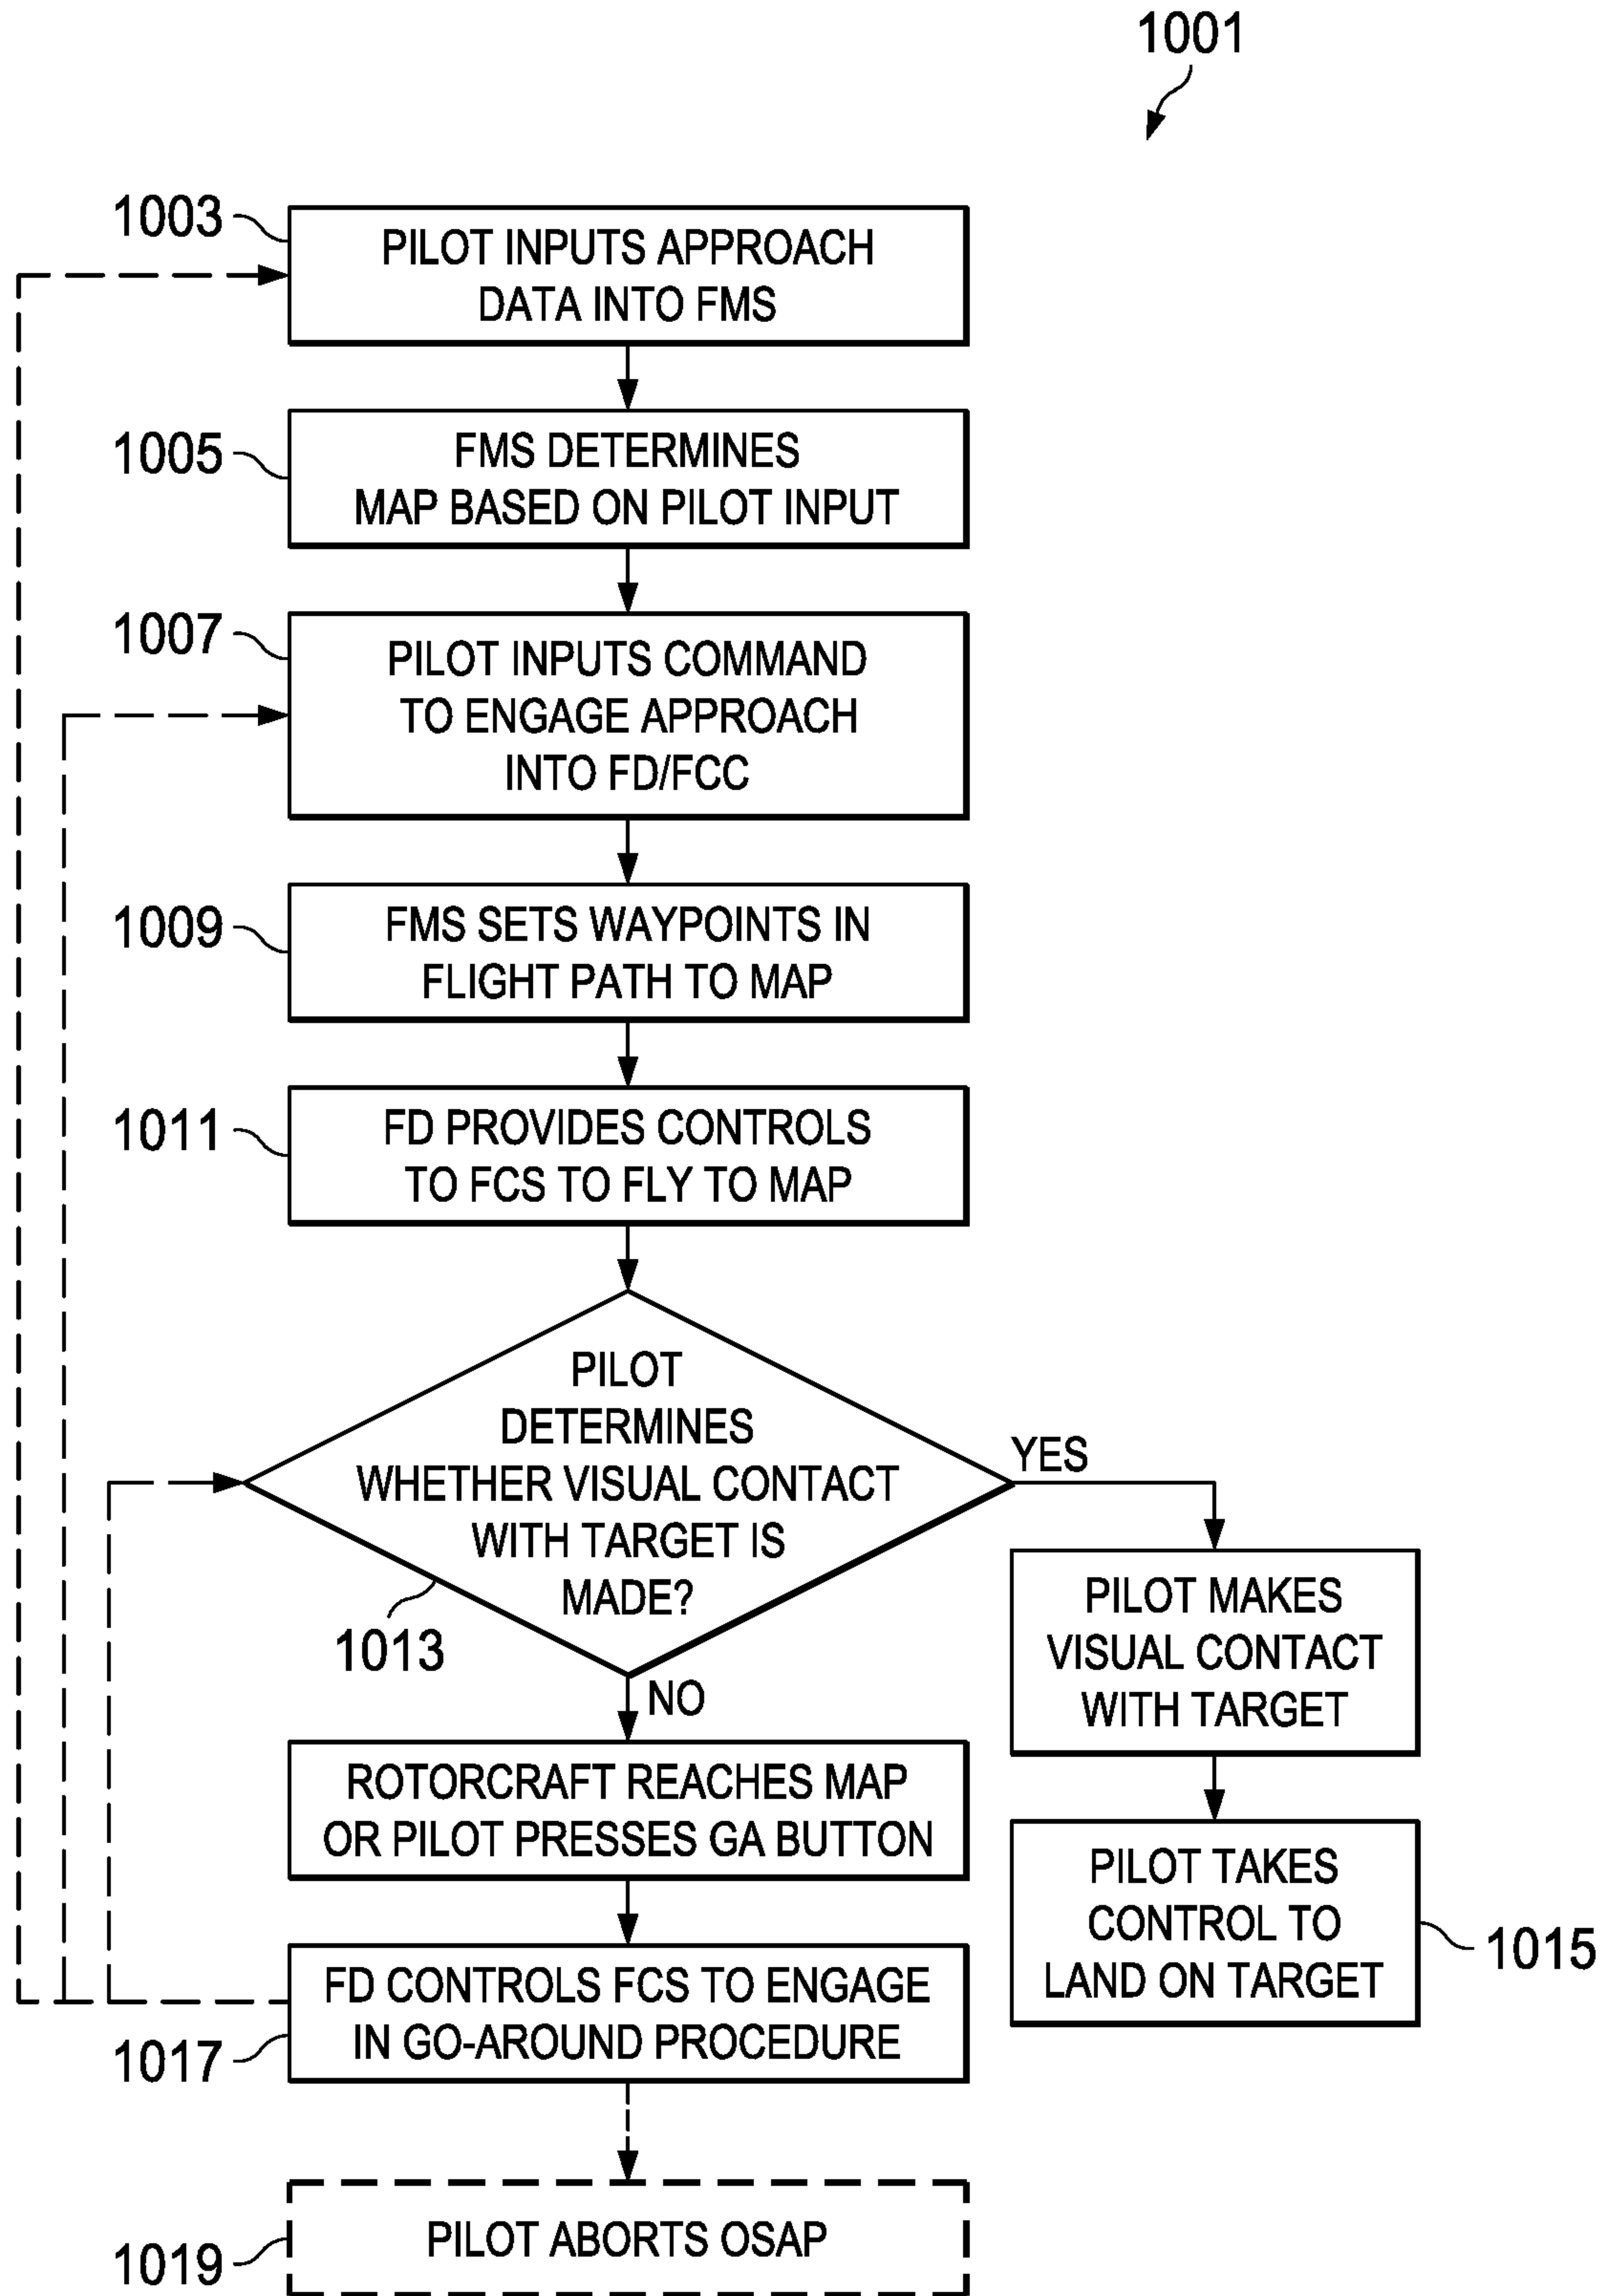 1001
1003
PILOT INPUTS APPROACH
DATA INTO FMS
1005
FMS DETERMINES
MAP BASED ON PILOT INPUT
1007
PILOT INPUTS COMMAND
TO ENGAGE APPROACH
INTO FD/FCC
1009
FMS SETS WAYPOINTS IN
FLIGHT PATH TO MAP
1011
FD PROVIDES CONTROLS
TO FCS TO FLY TO MAP
PILOT
DETERMINES
WHETHER VISUAL CONTACT
WITH TARGET IS
MADE?
1013
YES
PILOT MAKES
VISUAL CONTACT
WITH TARGET
PILOT TAKES
CONTROL TO
LAND ON TARGET
1015
NO
ROTORCRAFT REACHES MAP
OR PILOT PRESSES GA BUTTON
FD CONTROLS FCS TO ENGAGE
IN GO-AROUND PROCEDURE
1017
PILOT ABORTS OSAP
1019